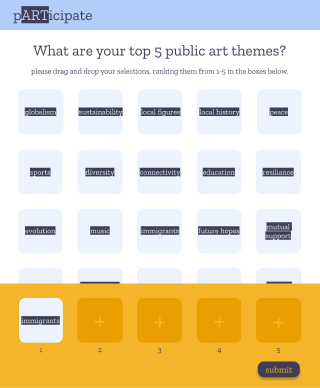 pARTcipate
What are your top 5 public art themes?
please drag and drop your selections, ranking them from 1-5 in the boxes below.
globalism sustainability local figures local history peace
sports diversity connectivity education resiliance
evolution music immigrants future hopes mutual
support
immigrants + + + +
1 2 3 4 5
submit